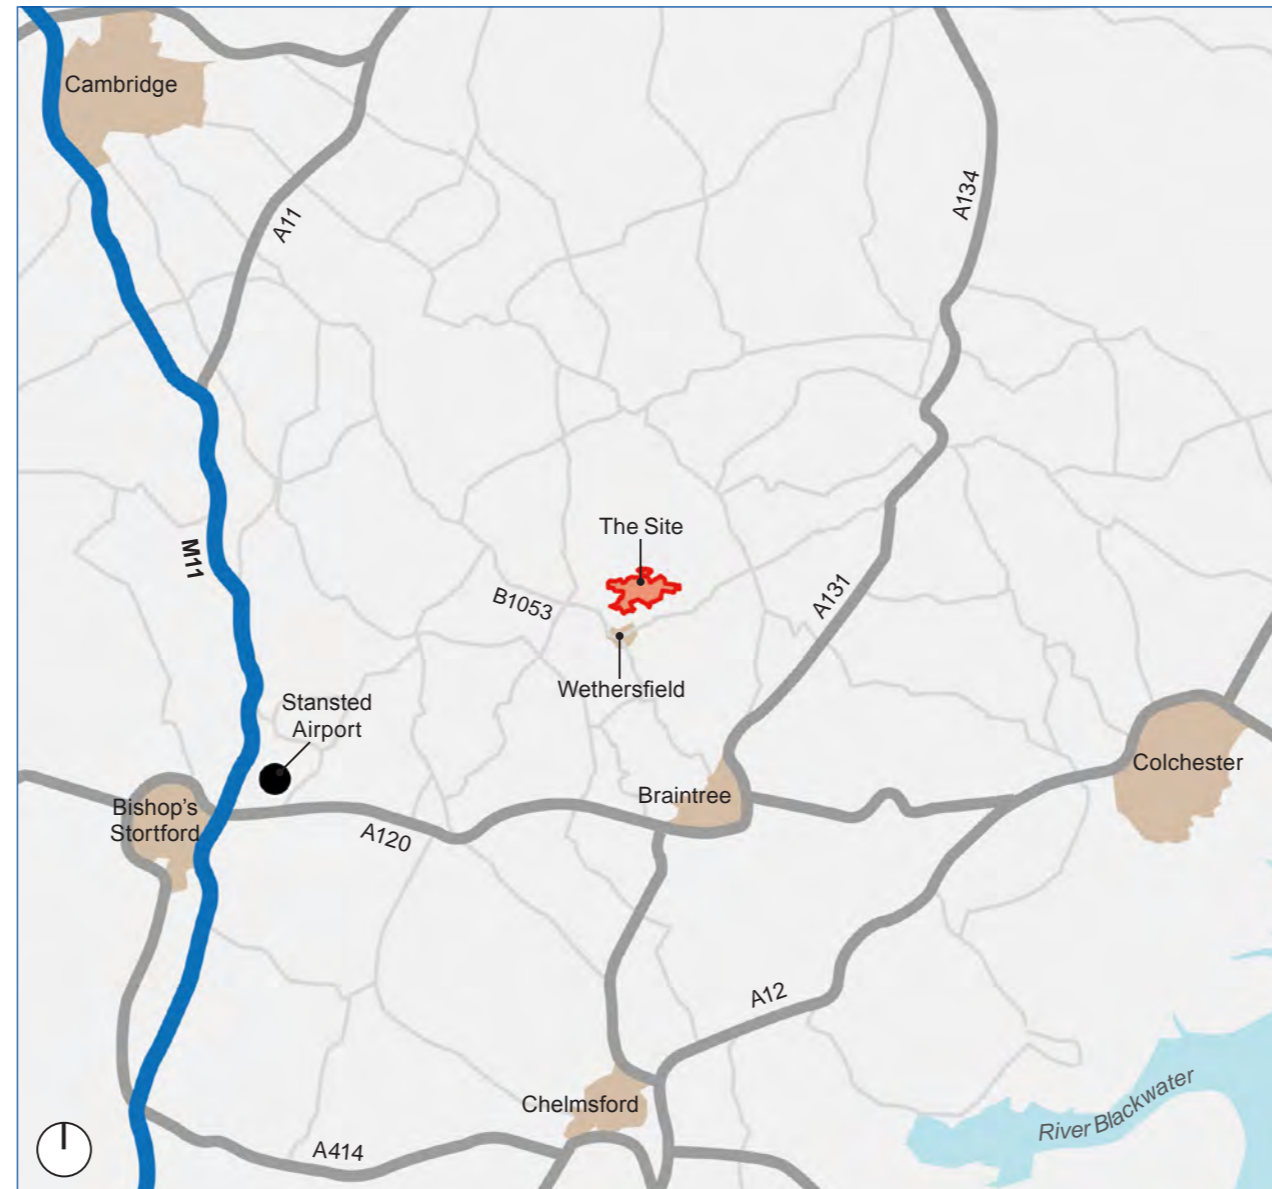 Cambridge
A11
A134
The Site
M11
B1053
A131
Wethersfield
Stansted
Airport
Colchester
Braintree
Bishop's
Stortford
A120
A12
River Blackwater
Chelmsford
A414